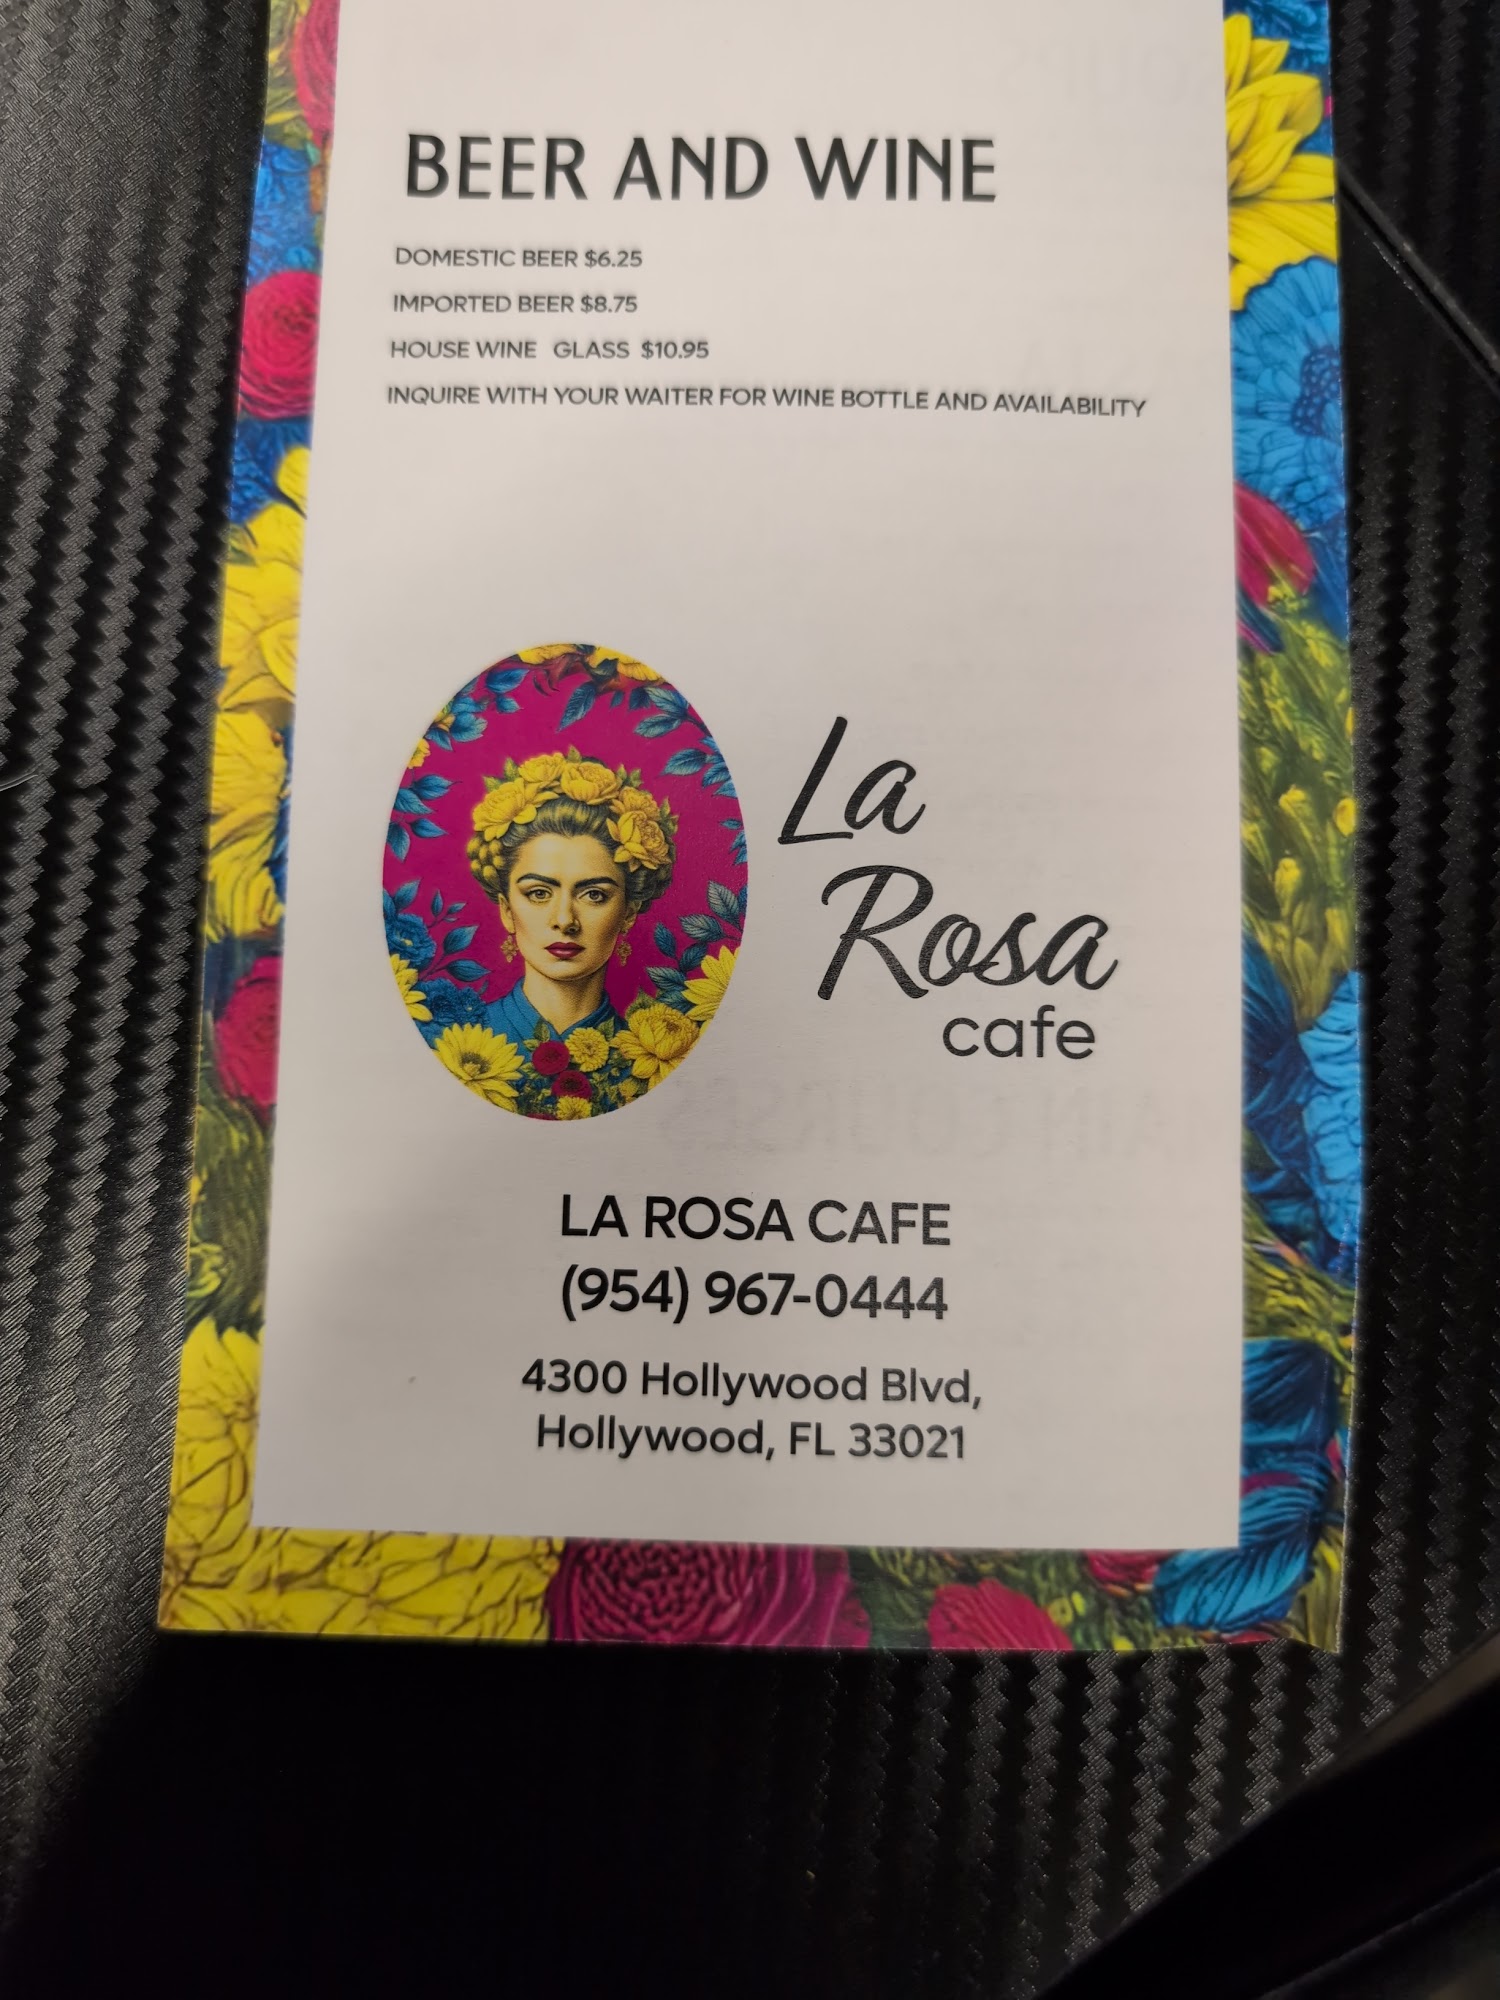 BEER AND WINE
DOMESTIC BEER $6.25
IMPORTED BEER $8.75
HOUSE WINE GLASS $10.95
INQUIRE WITH YOUR WAITER FOR WINE BOTTLE AND AVAILABILITY
La
Rosa
cafe
LA ROSA CAFE
(954) 967-0444
4300 Hollywood Blvd,
Hollywood, FL 33021